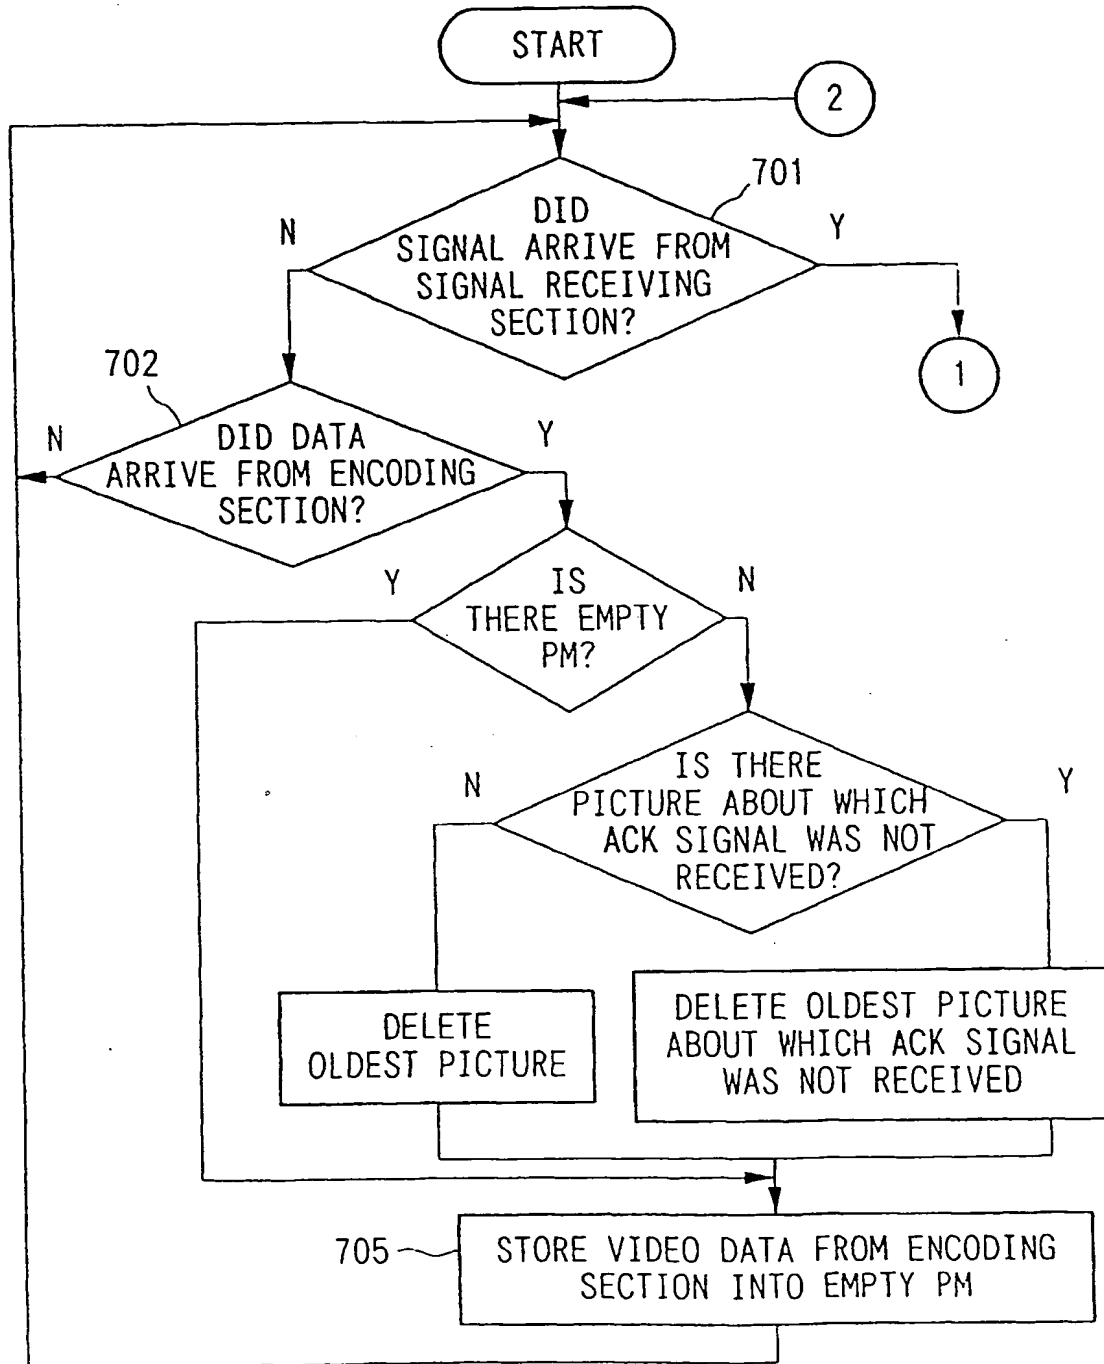 START
2
701
DID
SIGNAL ARRIVE FROM
SIGNAL RECEIVING
SECTION?
N
Y
1
702
DID DATA
ARRIVE FROM ENCODING
SECTION?
N
Y
IS
THERE EMPTY
PM?
Y
N
IS THERE
PICTURE ABOUT WHICH
ACK SIGNAL WAS NOT
RECEIVED?
N
Y
DELETE
OLDEST PICTURE
DELETE OLDEST PICTURE
ABOUT WHICH ACK SIGNAL
WAS NOT RECEIVED
705
STORE VIDEO DATA FROM ENCODING
SECTION INTO EMPTY PM